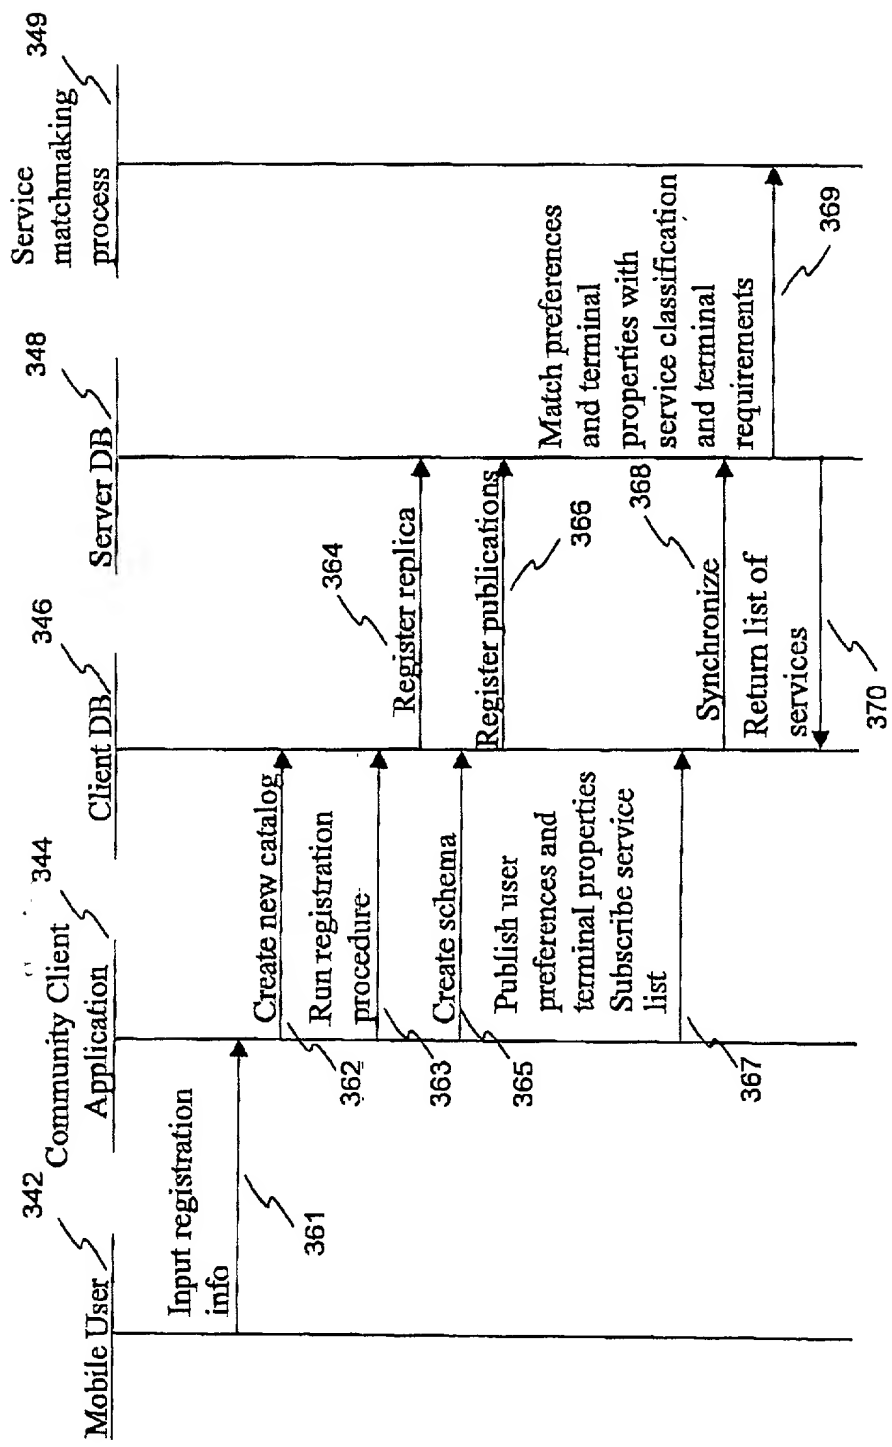 342
344
346
348
349
Mobile User
Community Client
Application
Client DB
Server DB
Service
matchmaking
process
Input registration
info
361
Create new catalog
362
Run registration
procedure
363
Register replica
364
Create schema
365
Register publications
366
Publish user
preferences and
terminal properties
Subscribe service
list
367
Synchronize
368
Match preferences
and terminal
properties with
service classification
and terminal
requirements
369
Return list of
services
370